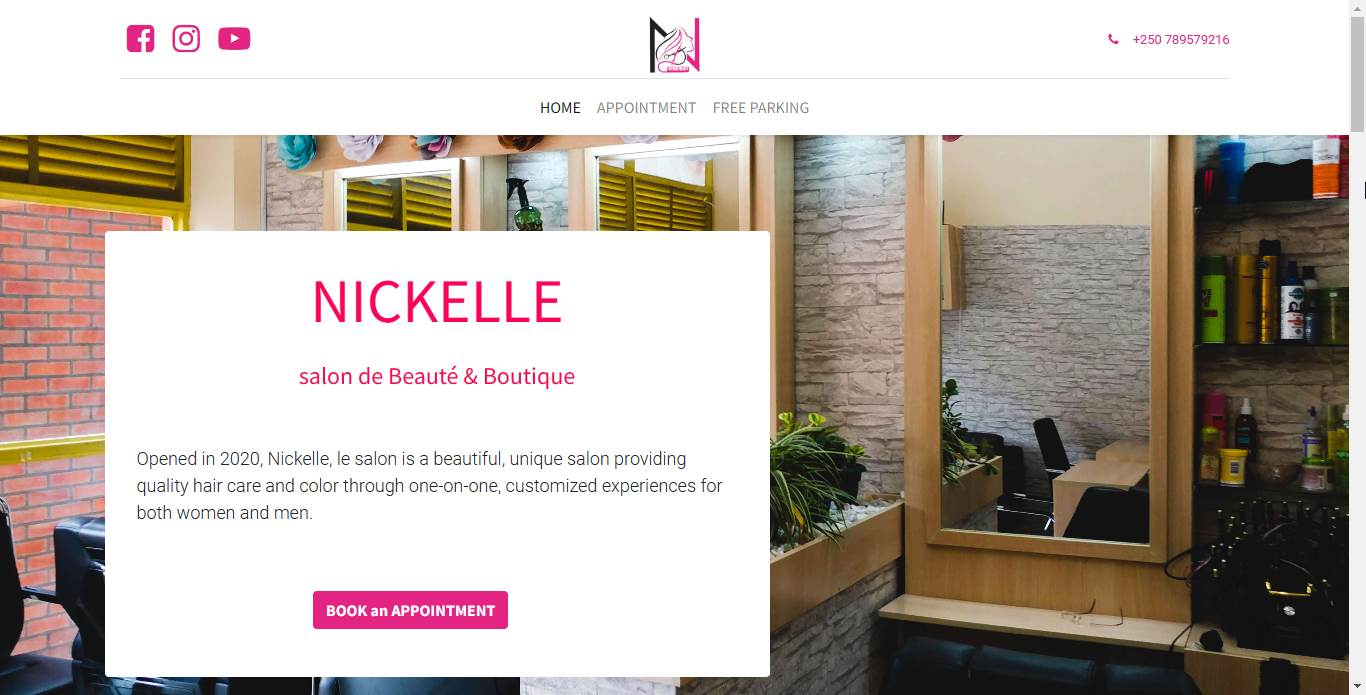 +250 789579216
HOME APPOINTMENT FREE PARKING
NICKELLE
salon de Beauté & Boutique
Opened in 2020, Nickelle, le salon is a beautiful, unique salon providing
quality hair care and color through one-on-one, customized experiences for
both women and men.
BOOK an APPOINTMENT